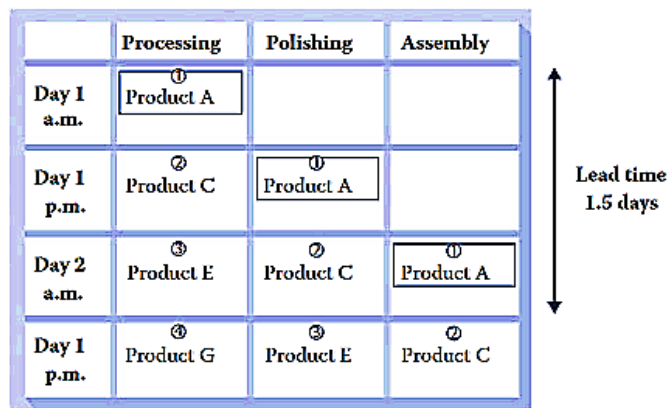 Processing Polishing Assembly
Day 1
a.m.
①
Product A
Day 1
p.m.
②
Product C
①
Product A
Day 2
a.m.
③
Product E
②
Product C
①
Product A
Day 1
p.m.
④
Product G
③
Product E
②
Product C
Lead time
1.5 days